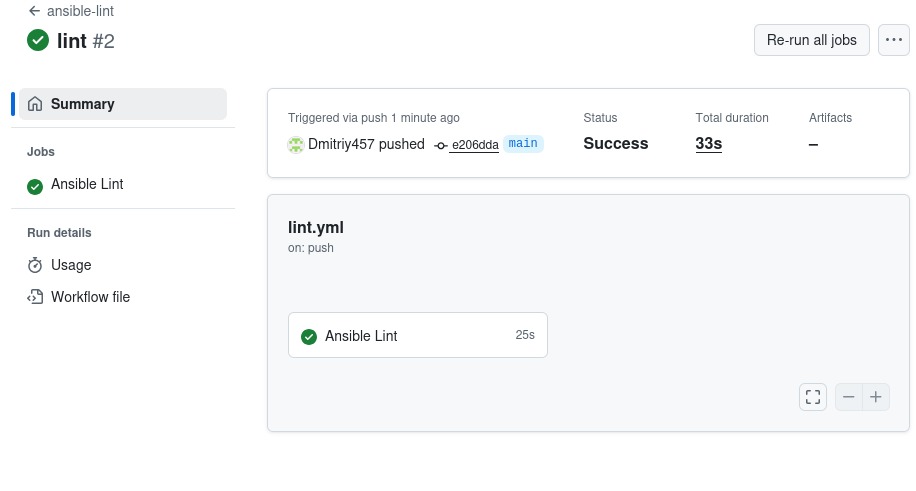 ansible-lint
lint #2
Re-run all jobs
Summary
Jobs
Ansible Lint
Run details
Usage
Workflow file
Triggered via push 1 minute ago
Dmitriy457 pushed e206dda main
Status
Success
Total duration
33s
Artifacts
–
lint.yml
on: push
Ansible Lint 25s